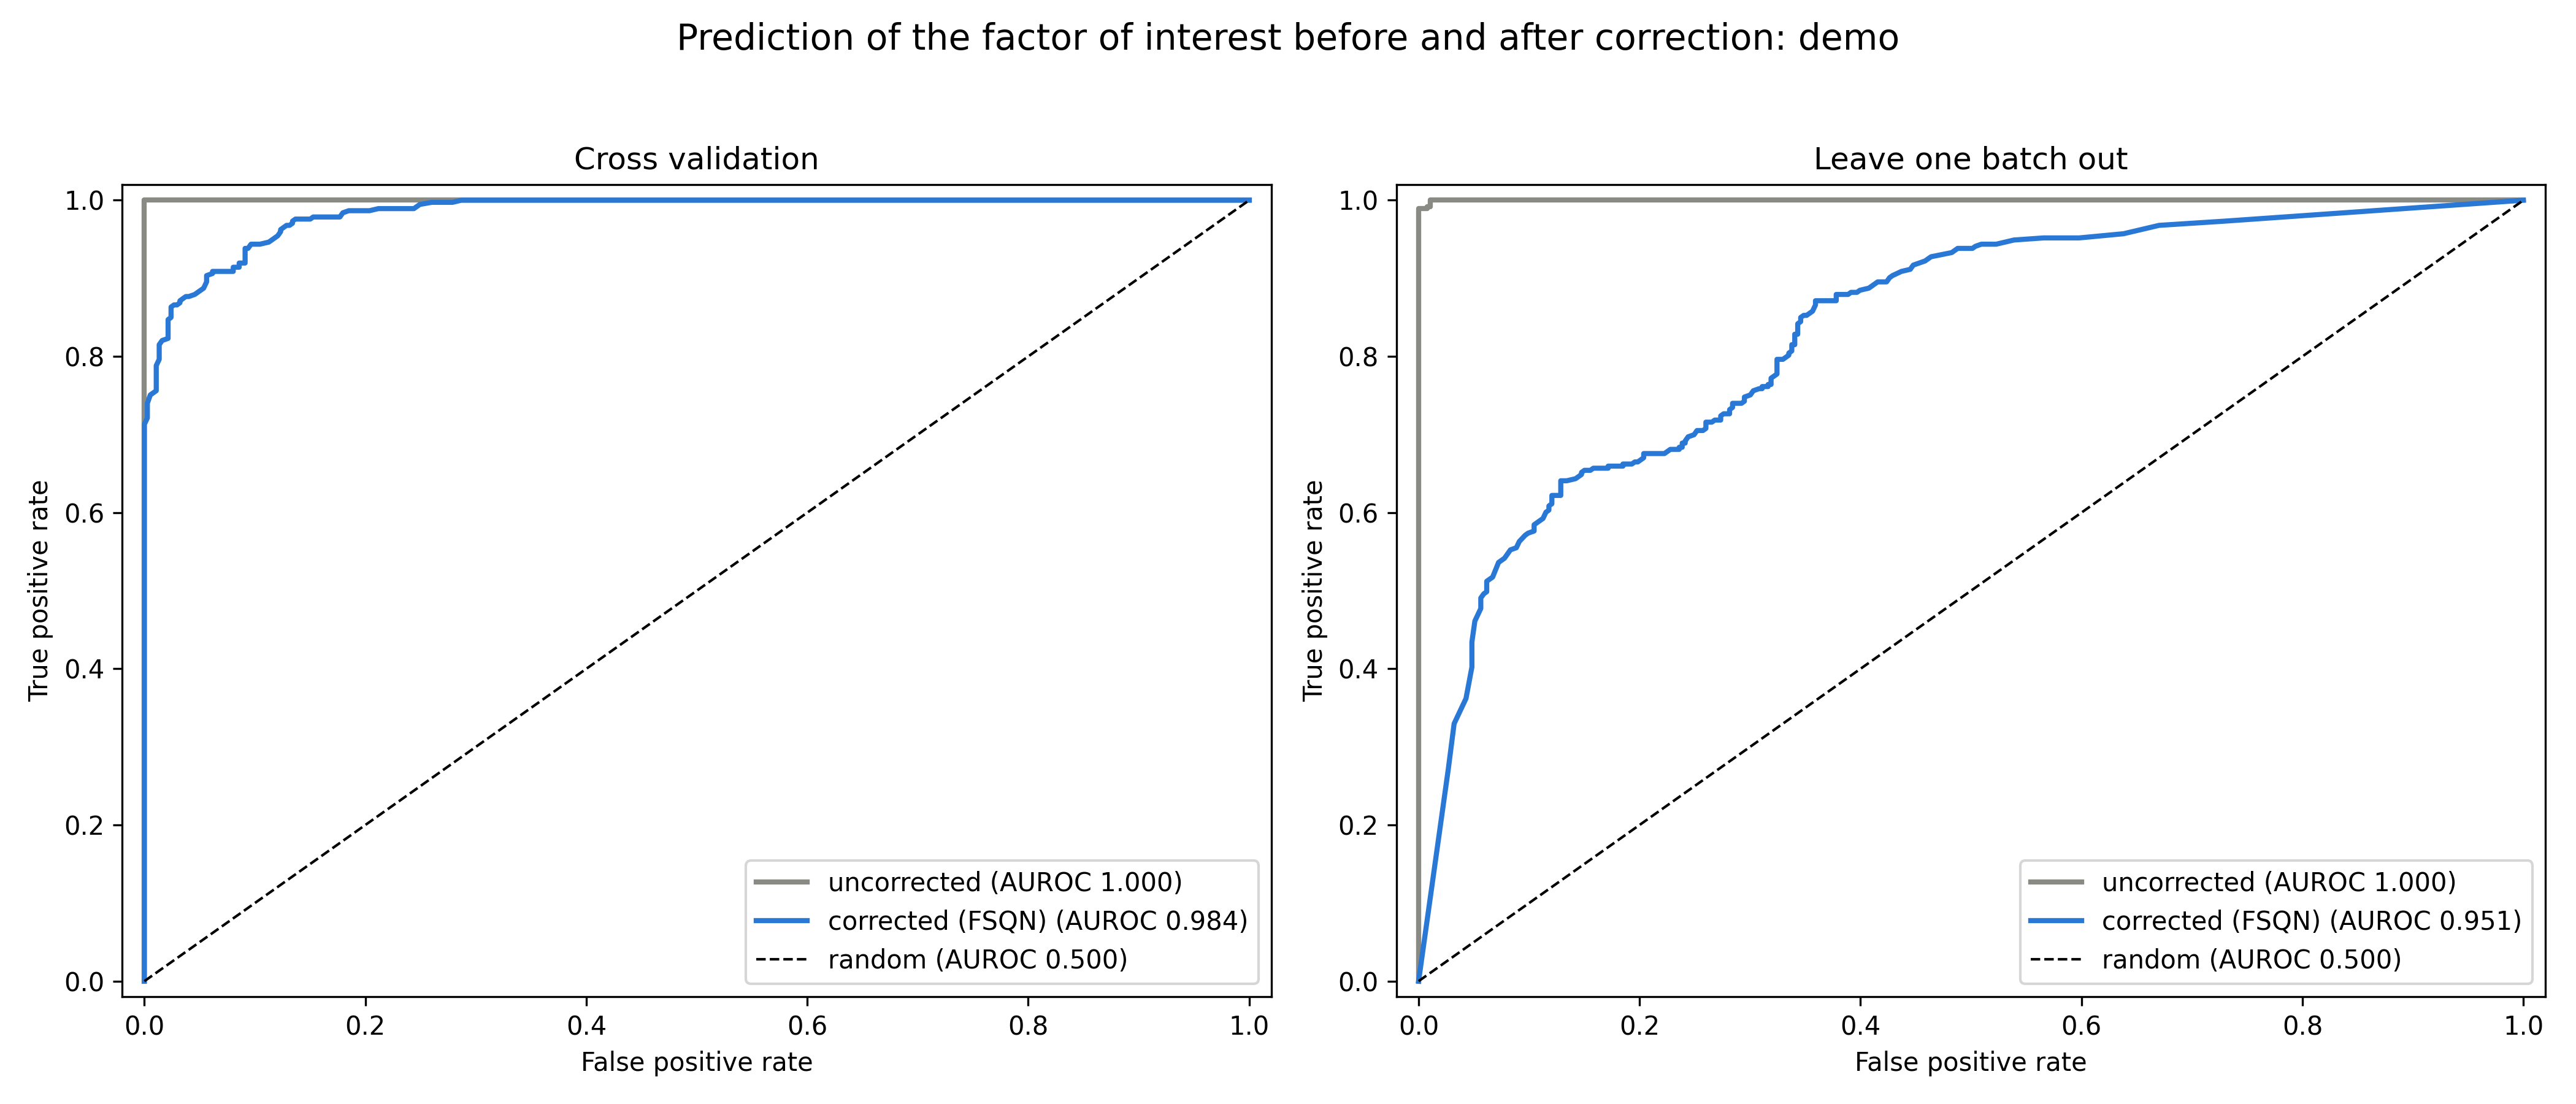 Prediction of the factor of interest before and after correction: demo
Cross validation
True positive rate
1.0
0.8
0.6
0.4
0.2
0.0
0.0 0.2 0.4 0.6 0.8 1.0
False positive rate
uncorrected (AUROC 1.000)
corrected (FSQN) (AUROC 0.984)
random (AUROC 0.500)
Leave one batch out
True positive rate
1.0
0.8
0.6
0.4
0.2
0.0
0.0 0.2 0.4 0.6 0.8 1.0
False positive rate
uncorrected (AUROC 1.000)
corrected (FSQN) (AUROC 0.951)
random (AUROC 0.500)